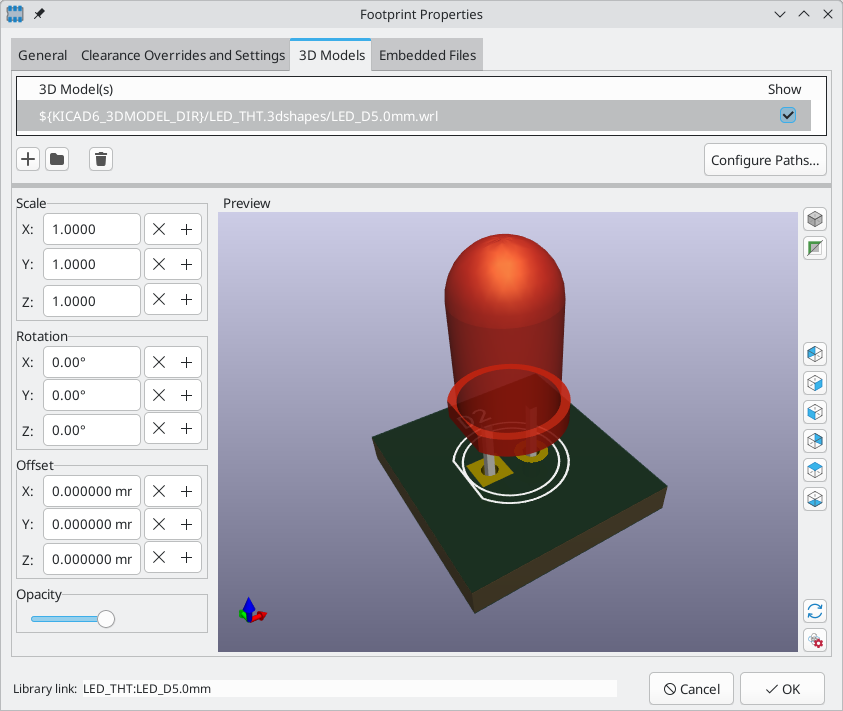 Footprint Properties
General Clearance Overrides and Settings 3D Models Embedded Files
3D Model(s) Show
${KICAD6_3DMODEL_DIR}/LED_THT.3dshapes/LED_D5.0mm.wrl
Configure Paths...
Scale
Preview
X: 1.0000
Y: 1.0000
Z: 1.0000
Rotation
X: 0.00°
Y: 0.00°
Z: 0.00°
Offset
X: 0.000000 mr
Y: 0.000000 mr
Z: 0.000000 mr
Opacity
D2
Library link: LED_THT:LED_D5.0mm
Cancel OK